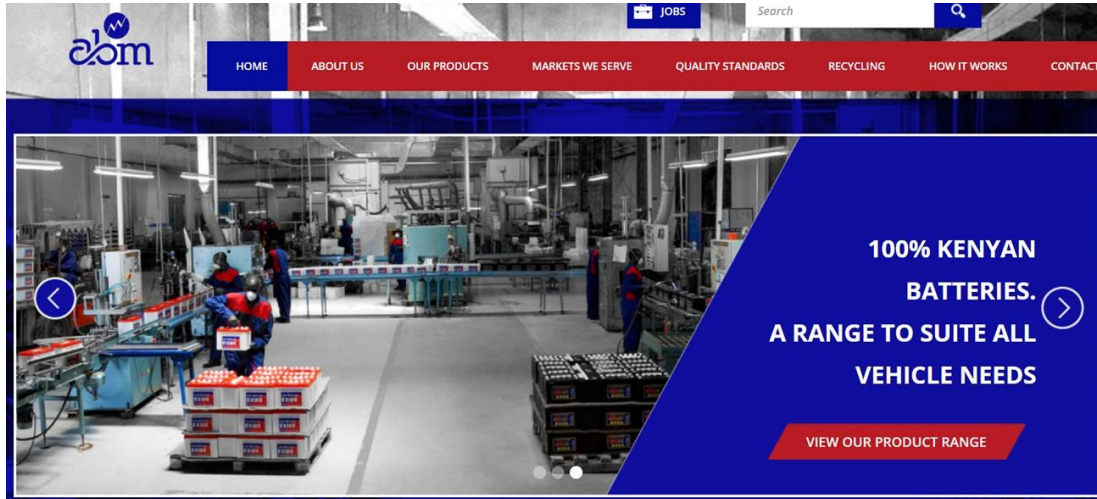 abm
JOBS
Search
HOME ABOUT US OUR PRODUCTS MARKETS WE SERVE QUALITY STANDARDS RECYCLING HOW IT WORKS CONTACT
100% KENYAN
BATTERIES.
A RANGE TO SUITE ALL
VEHICLE NEEDS
VIEW OUR PRODUCT RANGE